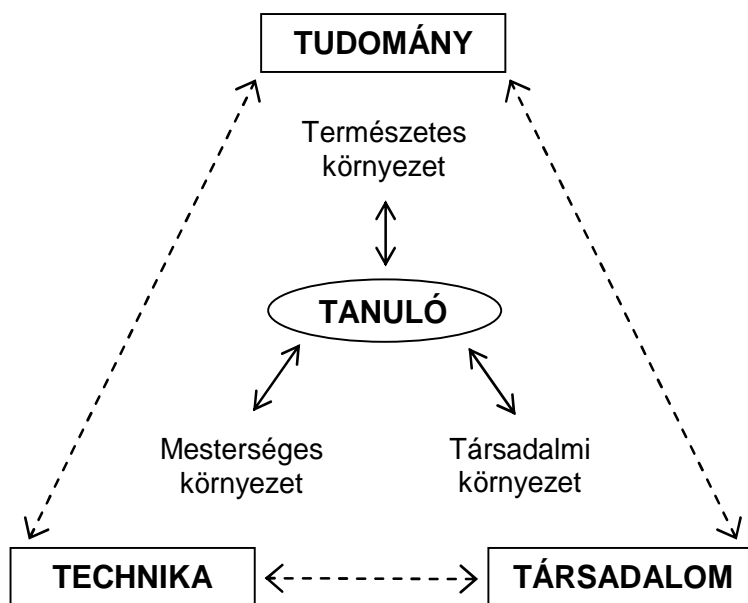 TUDOMÁNY
Természetes
környezet
TANULÓ
Mesterséges
környezet
Társadalmi
környezet
TECHNIKA
TÁRSADALOM